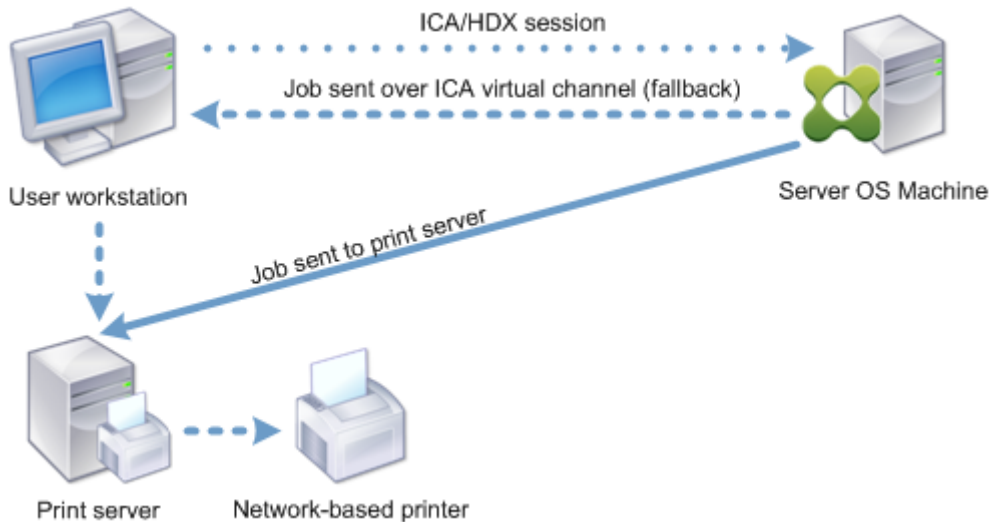 ICA/HDX session
Job sent over ICA virtual channel (fallback)
User workstation
Server OS Machine
Job sent to print server
Print server
Network-based printer